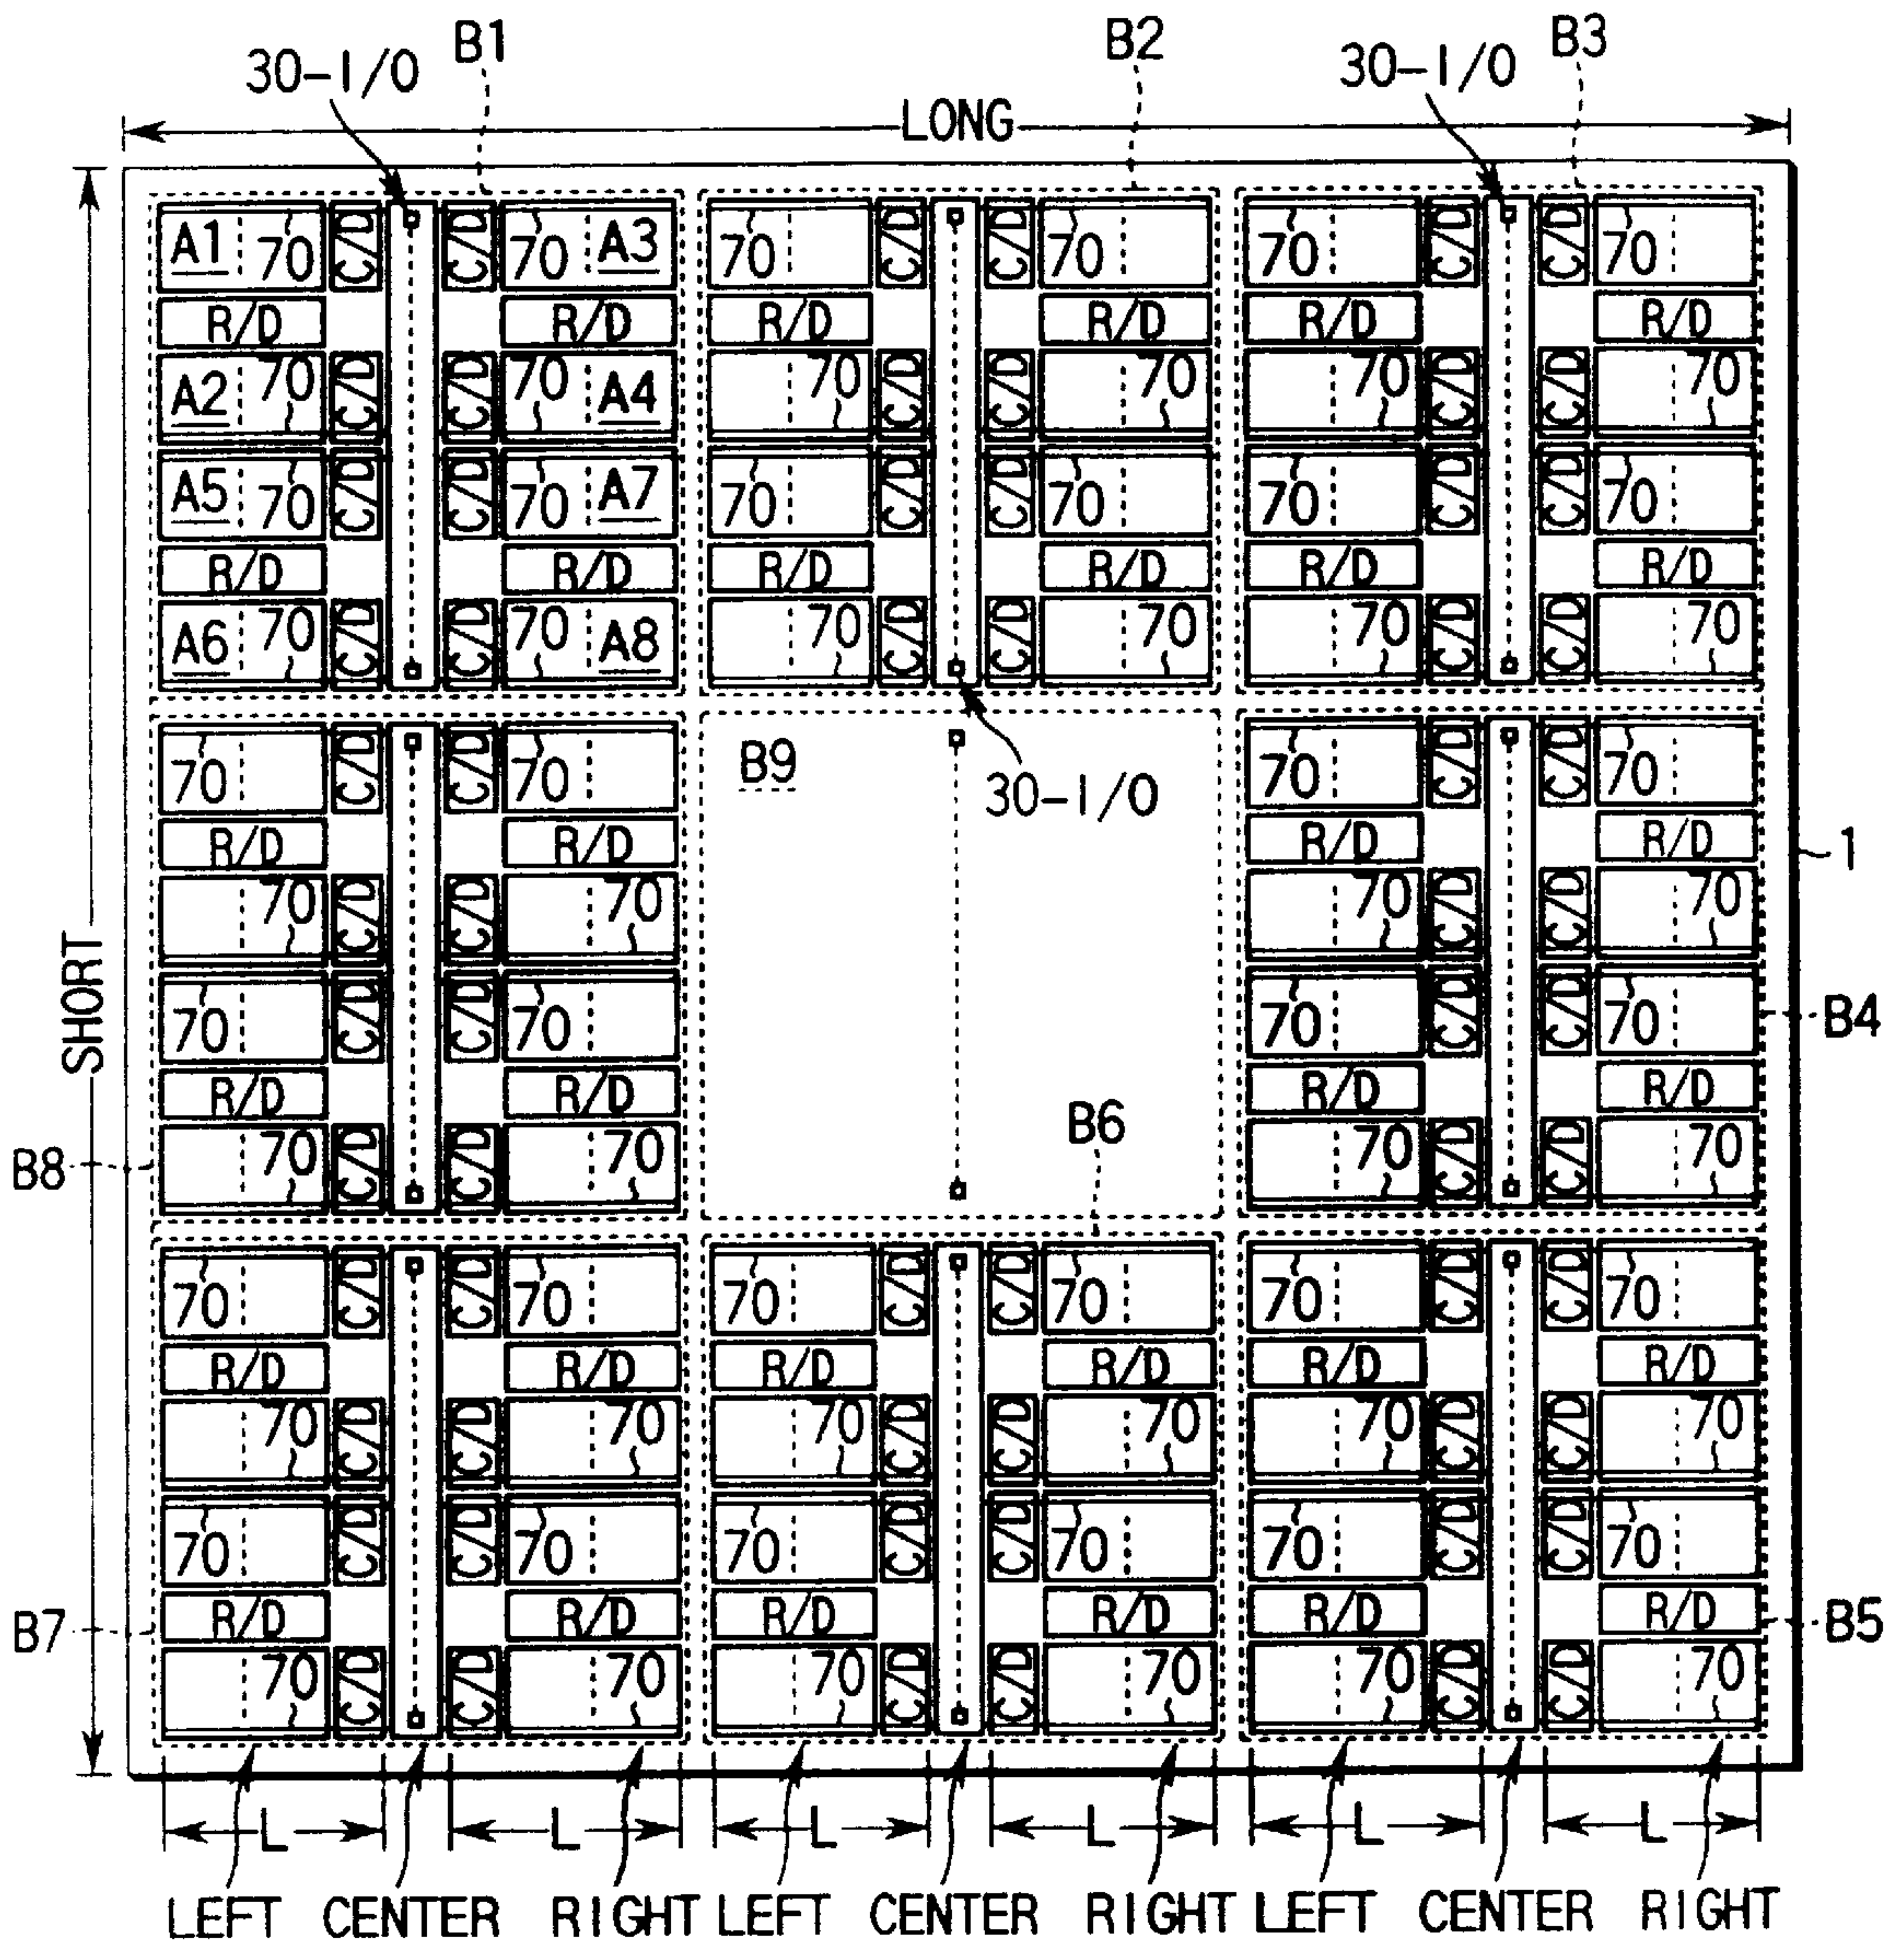 B1 B2 B3
30-I/O 30-I/O
LONG
A1 70 C/D C/D 70 A3 70 C/D C/D 70 70 C/D C/D 70
R/D R/D R/D R/D R/D R/D
A2 70 C/D C/D 70 A4 70 C/D C/D 70 70 C/D C/D 70
A5 70 C/D C/D 70 A7 70 C/D C/D 70 70 C/D C/D 70
R/D R/D R/D R/D R/D R/D
A6 70 C/D C/D 70 A8 70 C/D C/D 70 70 C/D C/D 70
70 C/D C/D 70 B9 30-I/O 70 C/D C/D 70
R/D R/D R/D R/D 1
70 C/D C/D 70 70 C/D C/D 70
SHORT
70 C/D C/D 70 70 C/D C/D 70 B4
R/D R/D R/D R/D
B8 70 C/D C/D 70 B6 70 C/D C/D 70
70 C/D C/D 70 70 C/D C/D 70 70 C/D C/D 70
R/D R/D R/D R/D R/D R/D
70 C/D C/D 70 70 C/D C/D 70 70 C/D C/D 70
70 C/D C/D 70 70 C/D C/D 70 70 C/D C/D 70
B7 R/D R/D R/D R/D R/D R/D B5
70 C/D C/D 70 70 C/D C/D 70 70 C/D C/D 70
L L L L L L
LEFT CENTER RIGHT LEFT CENTER RIGHT LEFT CENTER RIGHT